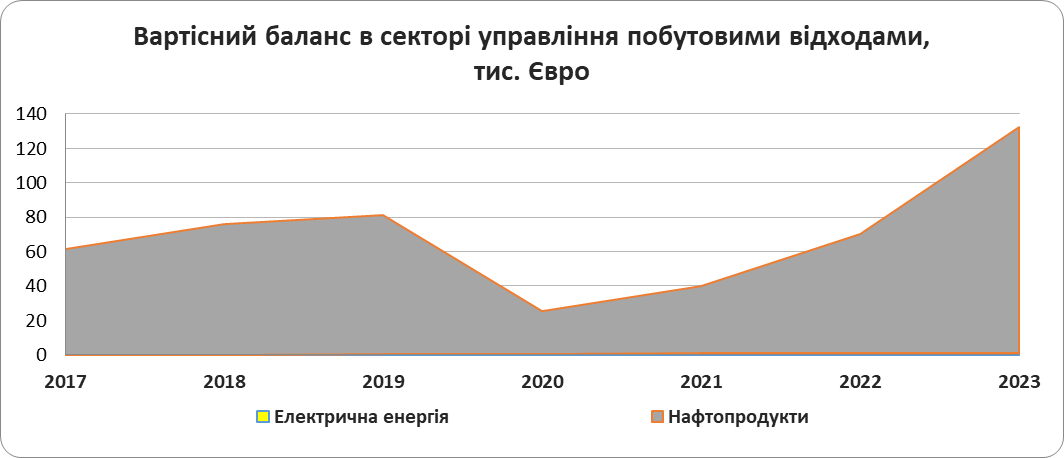 Вартісний баланс в секторі управління побутовими відходами,
тис. Євро
140
120
100
80
60
40
20
0
2017 2018 2019 2020 2021 2022 2023
Електрична енергія Нафтопродукти